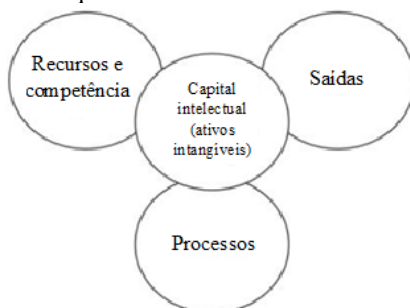 Recursos e
competência
Capital
intelectual
(ativos
intangíveis)
Saídas
Processos